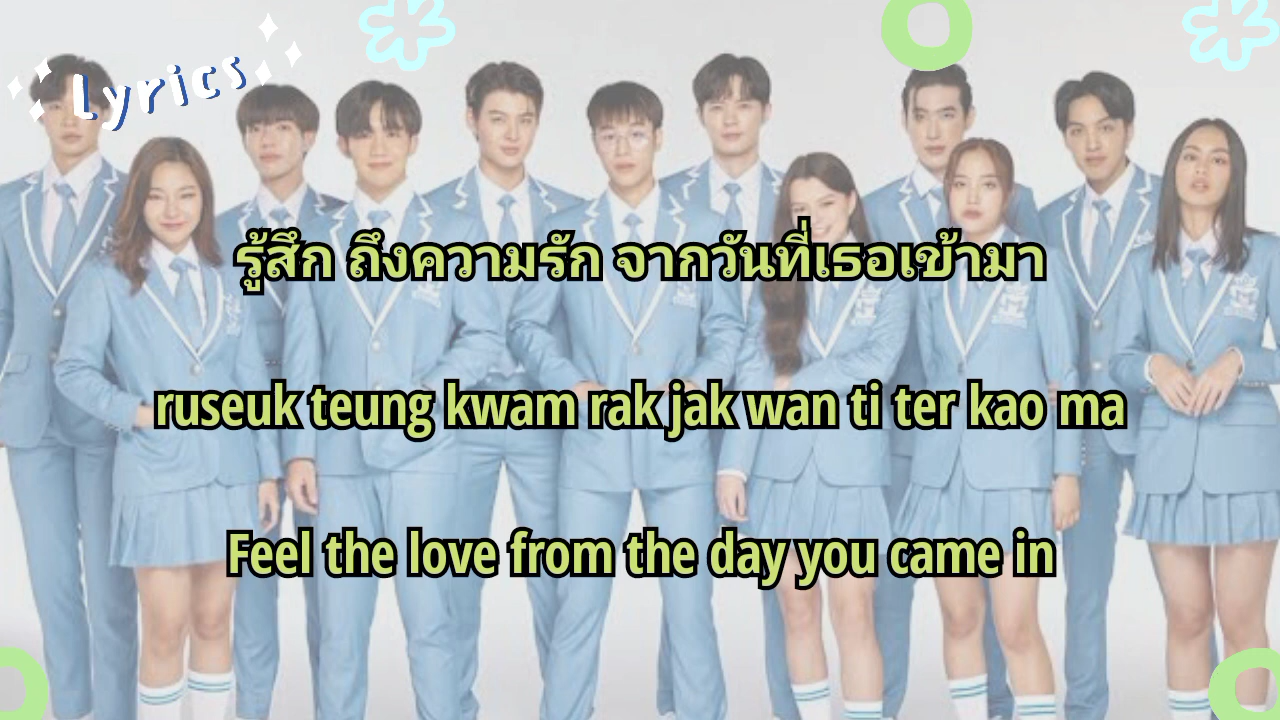 Lyrics
รู้สึก ถึงความรัก จากวันที่เธอเข้ามา
ruseuk teung kwam rak jak wan ti ter kao ma
Feel the love from the day you came in